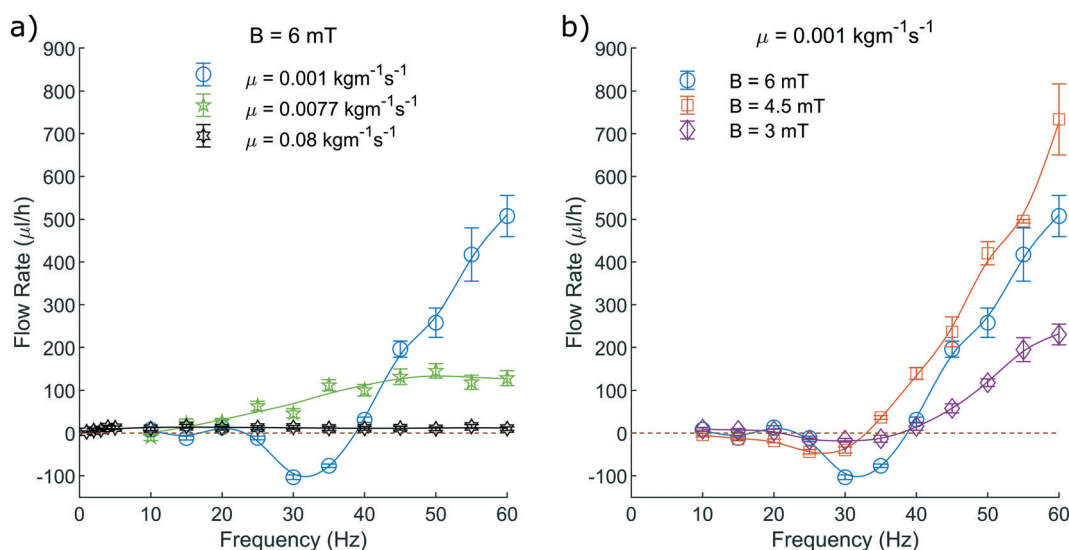 a)
B = 6 mT
μ = 0.001 kgm⁻¹s⁻¹
μ = 0.0077 kgm⁻¹s⁻¹
μ = 0.08 kgm⁻¹s⁻¹
900
800
700
600
500
400
300
200
100
0
-100
Flow Rate (μl/h)
0 10 20 30 40 50 60
Frequency (Hz)
b)
μ = 0.001 kgm⁻¹s⁻¹
B = 6 mT
B = 4.5 mT
B = 3 mT
900
800
700
600
500
400
300
200
100
0
-100
Flow Rate (μl/h)
0 10 20 30 40 50 60
Frequency (Hz)